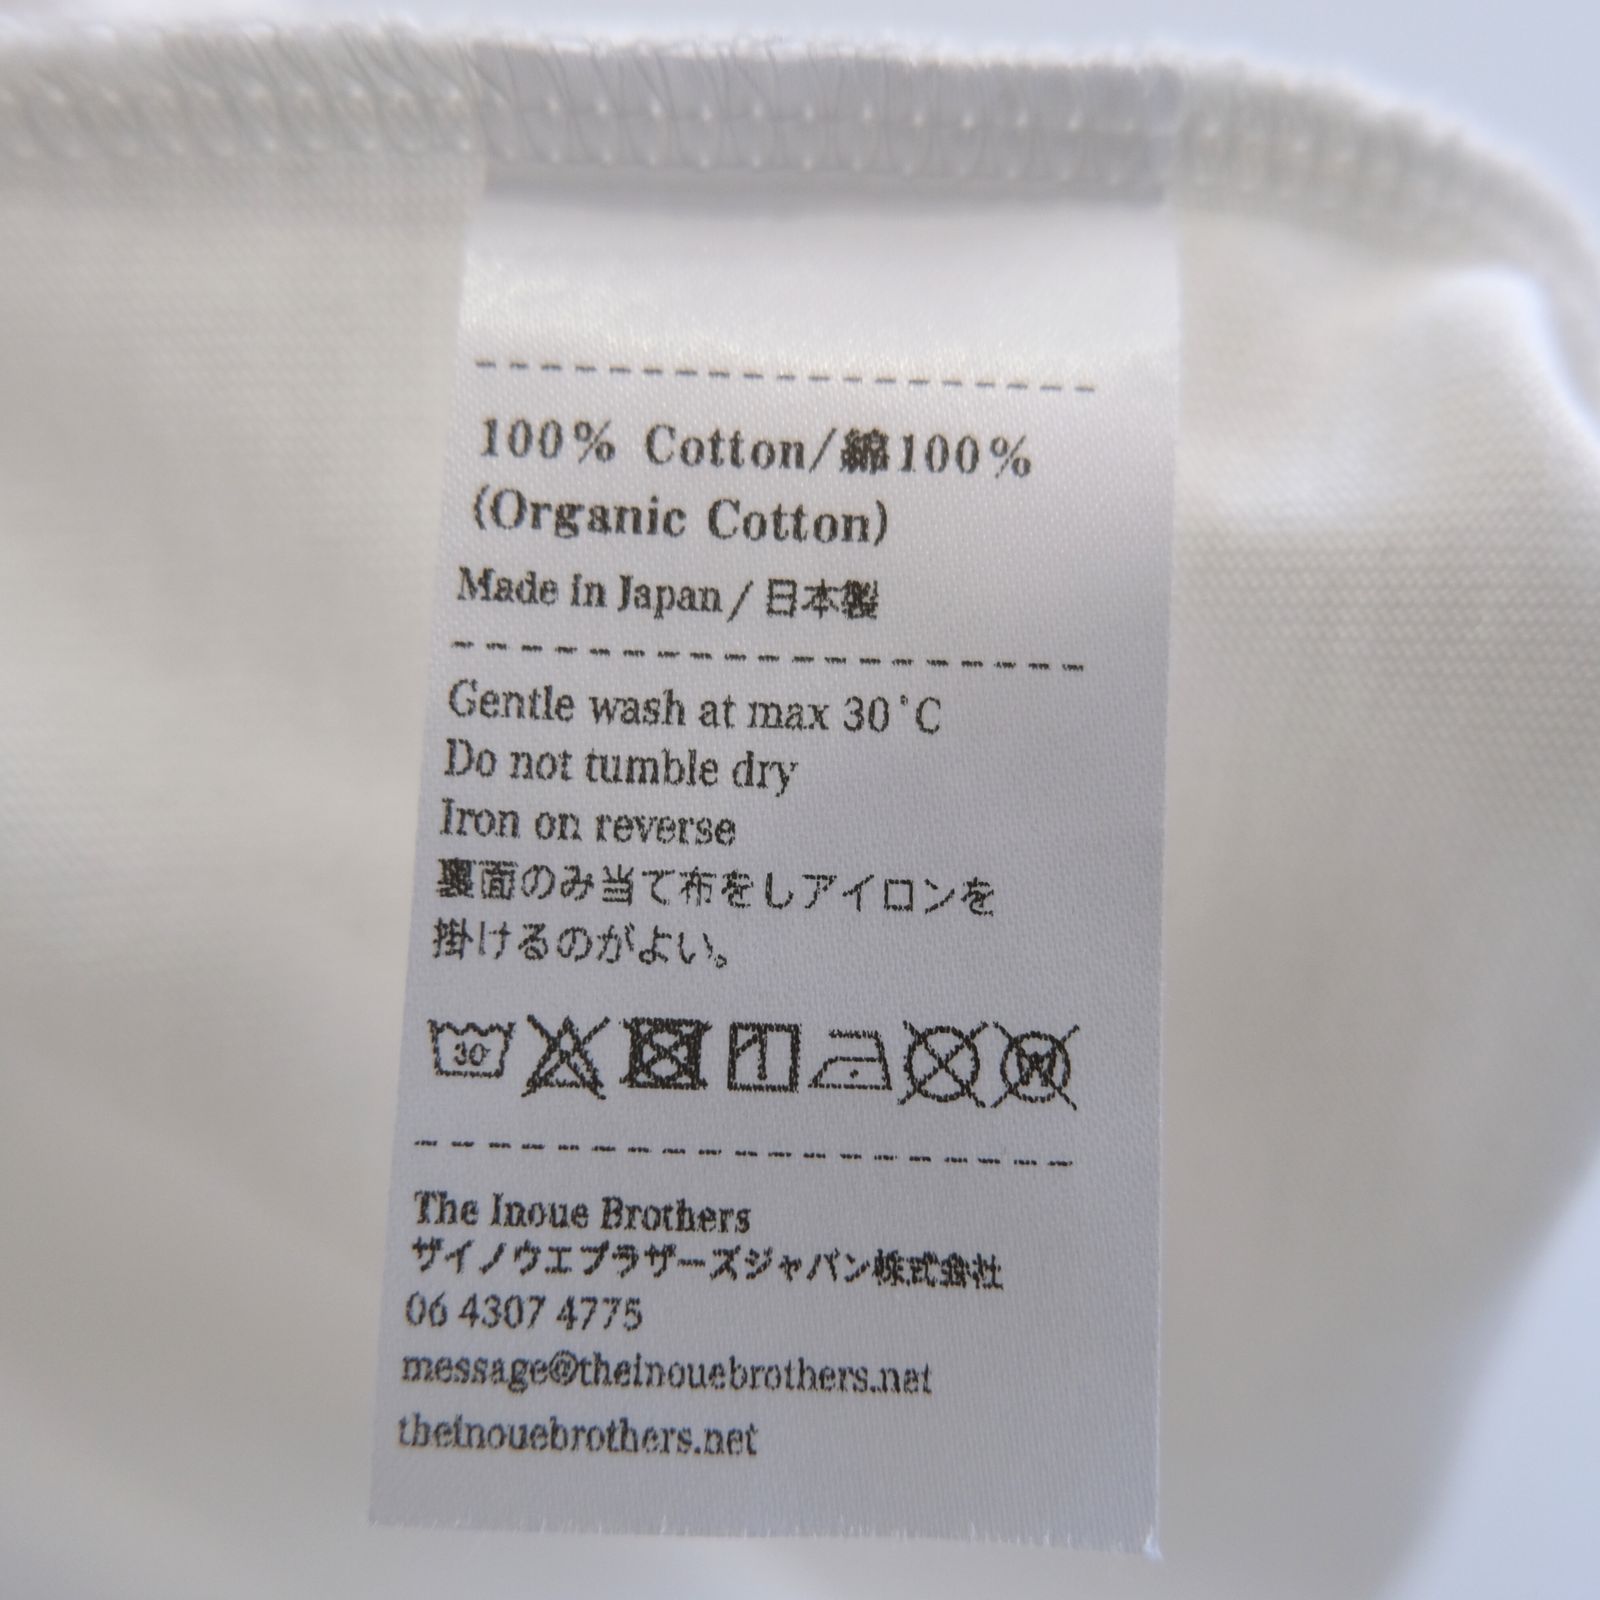 100% Cotton/綿100%
(Organic Cotton)
Made in Japan / 日本製
Gentle wash at max 30°C
Do not tumble dry
Iron on reverse
裏面のみ当て布をしアイロンを
掛けるのがよい。
30 W
The Inoue Brothers
ザイノウエブラザーズジャパン株式会社
06 4307 4775
message@theinouebrothers.net
theinouebrothers.net